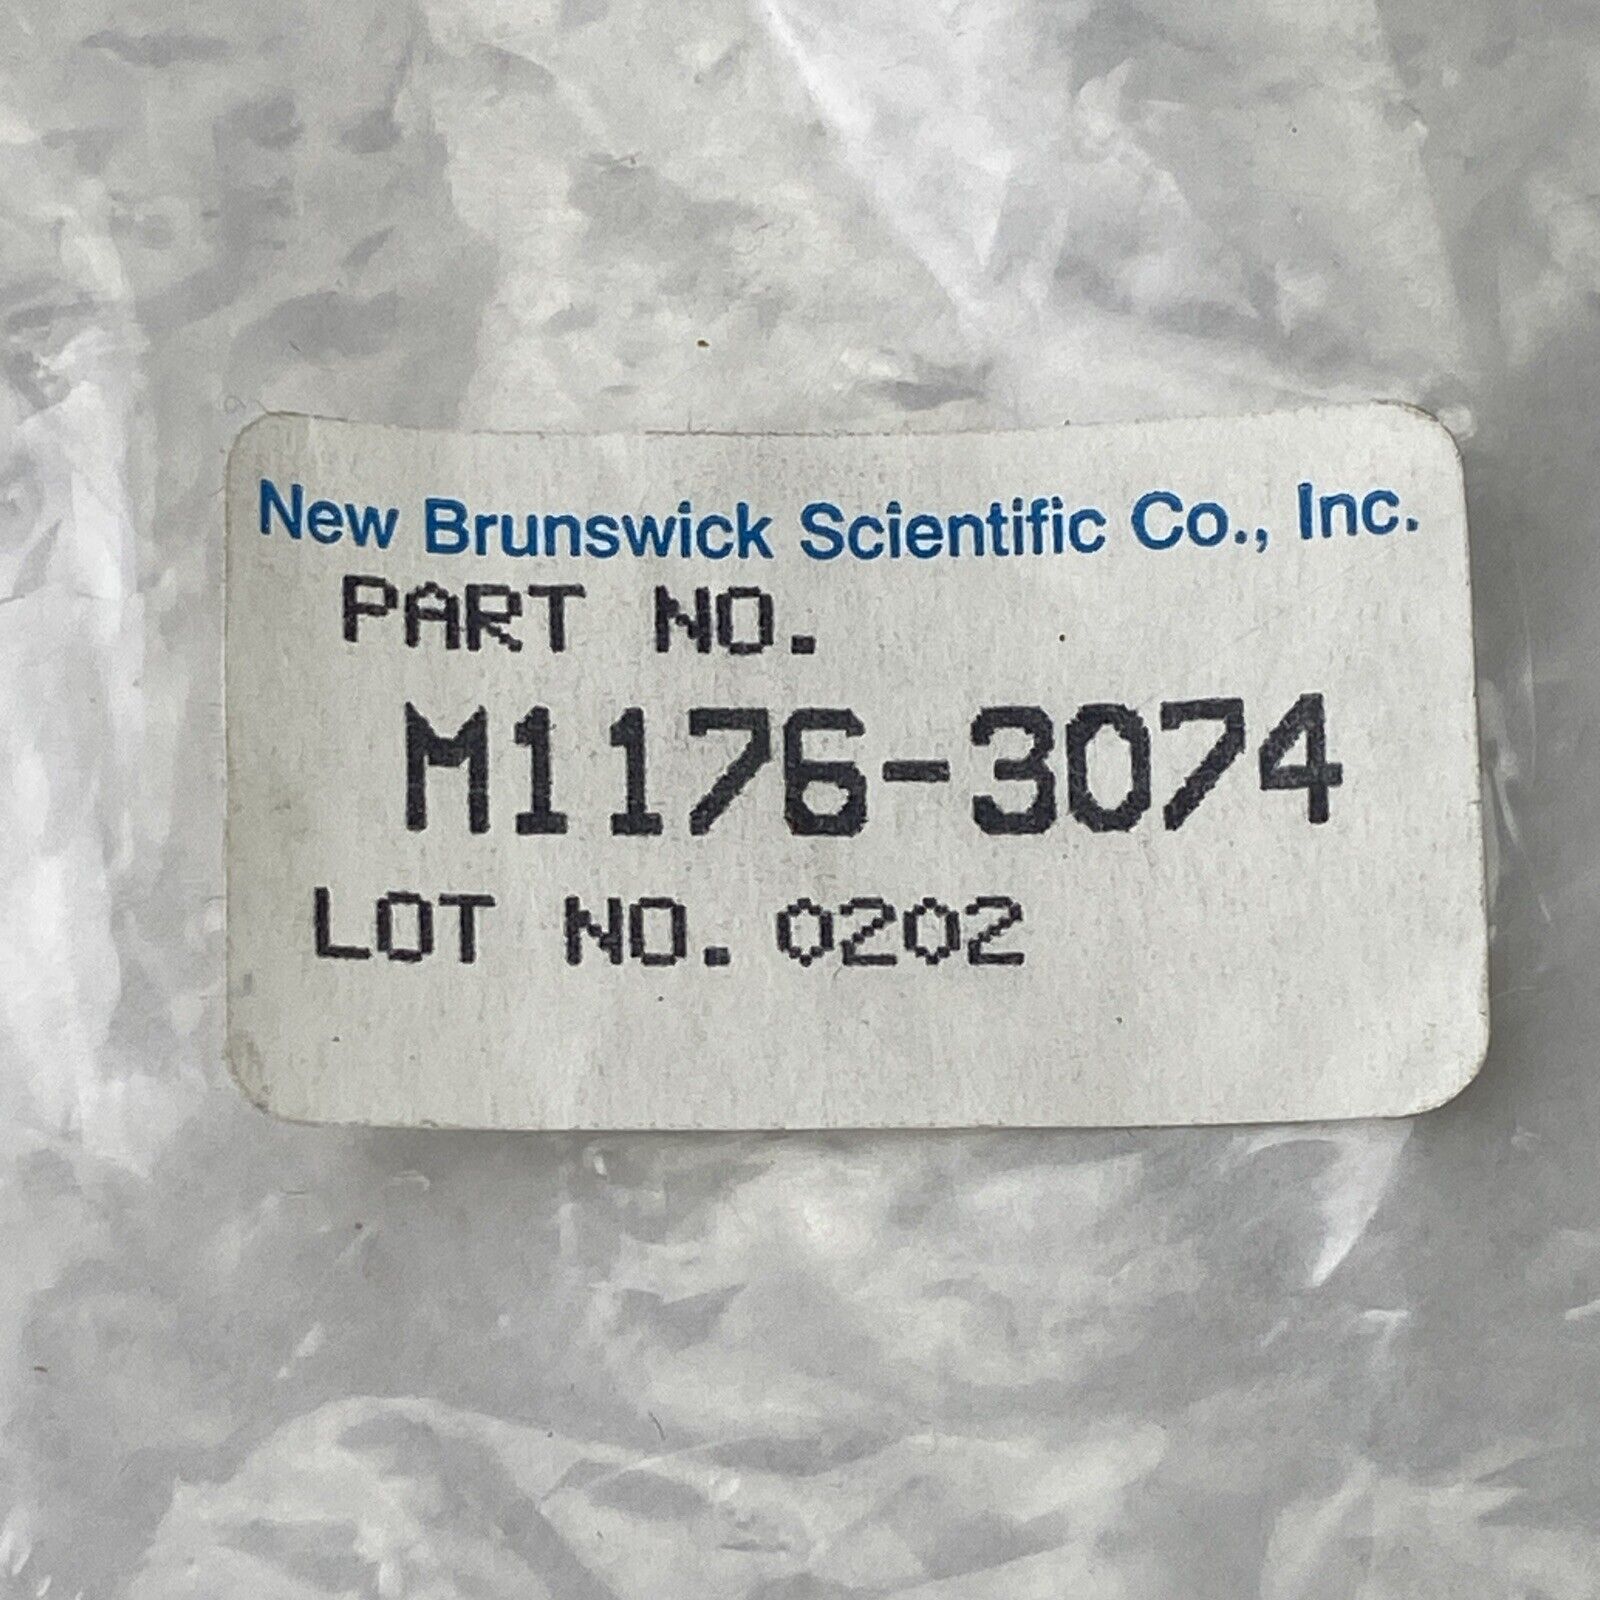 New Brunswick Scientific Co., Inc.
PART NO.
M1176-3074
LOT NO. 0202